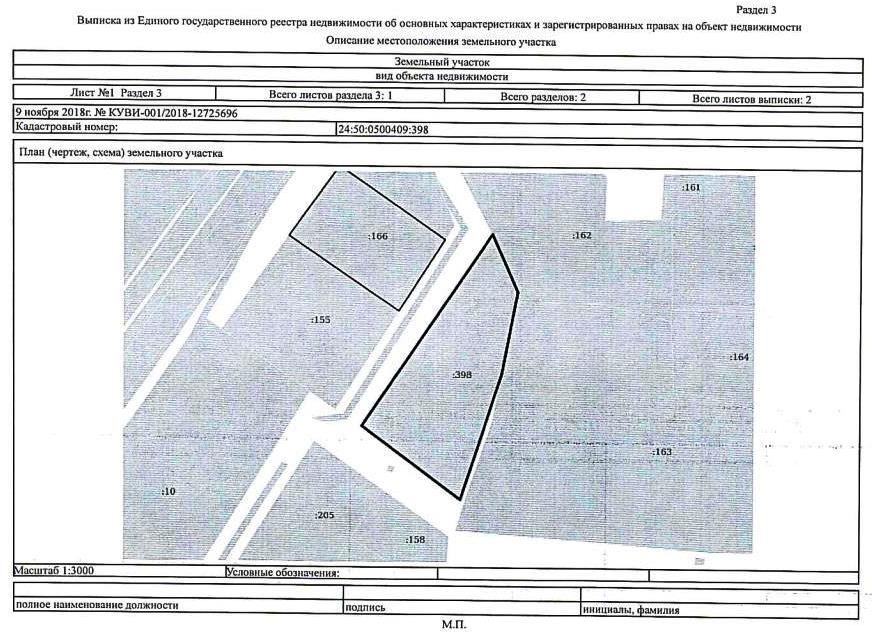 Раздел 3
Выписка из Единого государственного реестра недвижимости об основных характеристиках и зарегистрированных правах на объект недвижимости
Описание местоположения земельного участка
Земельный участок
вид объекта недвижимости
Лист №1 Раздел 3 Всего листов раздела 3: 1 Всего разделов: 2 Всего листов выписки: 2
9 ноября 2018г. № КУВИ-001/2018-12725696
Кадастровый номер: 24:50:0500409:398
План (чертеж, схема) земельного участка
:161
:166 :162
:155
:164
:398
:163
:10
:205
:158
Масштаб 1:3000 Условные обозначения:
полное наименование должности подпись инициалы, фамилия
М.П.